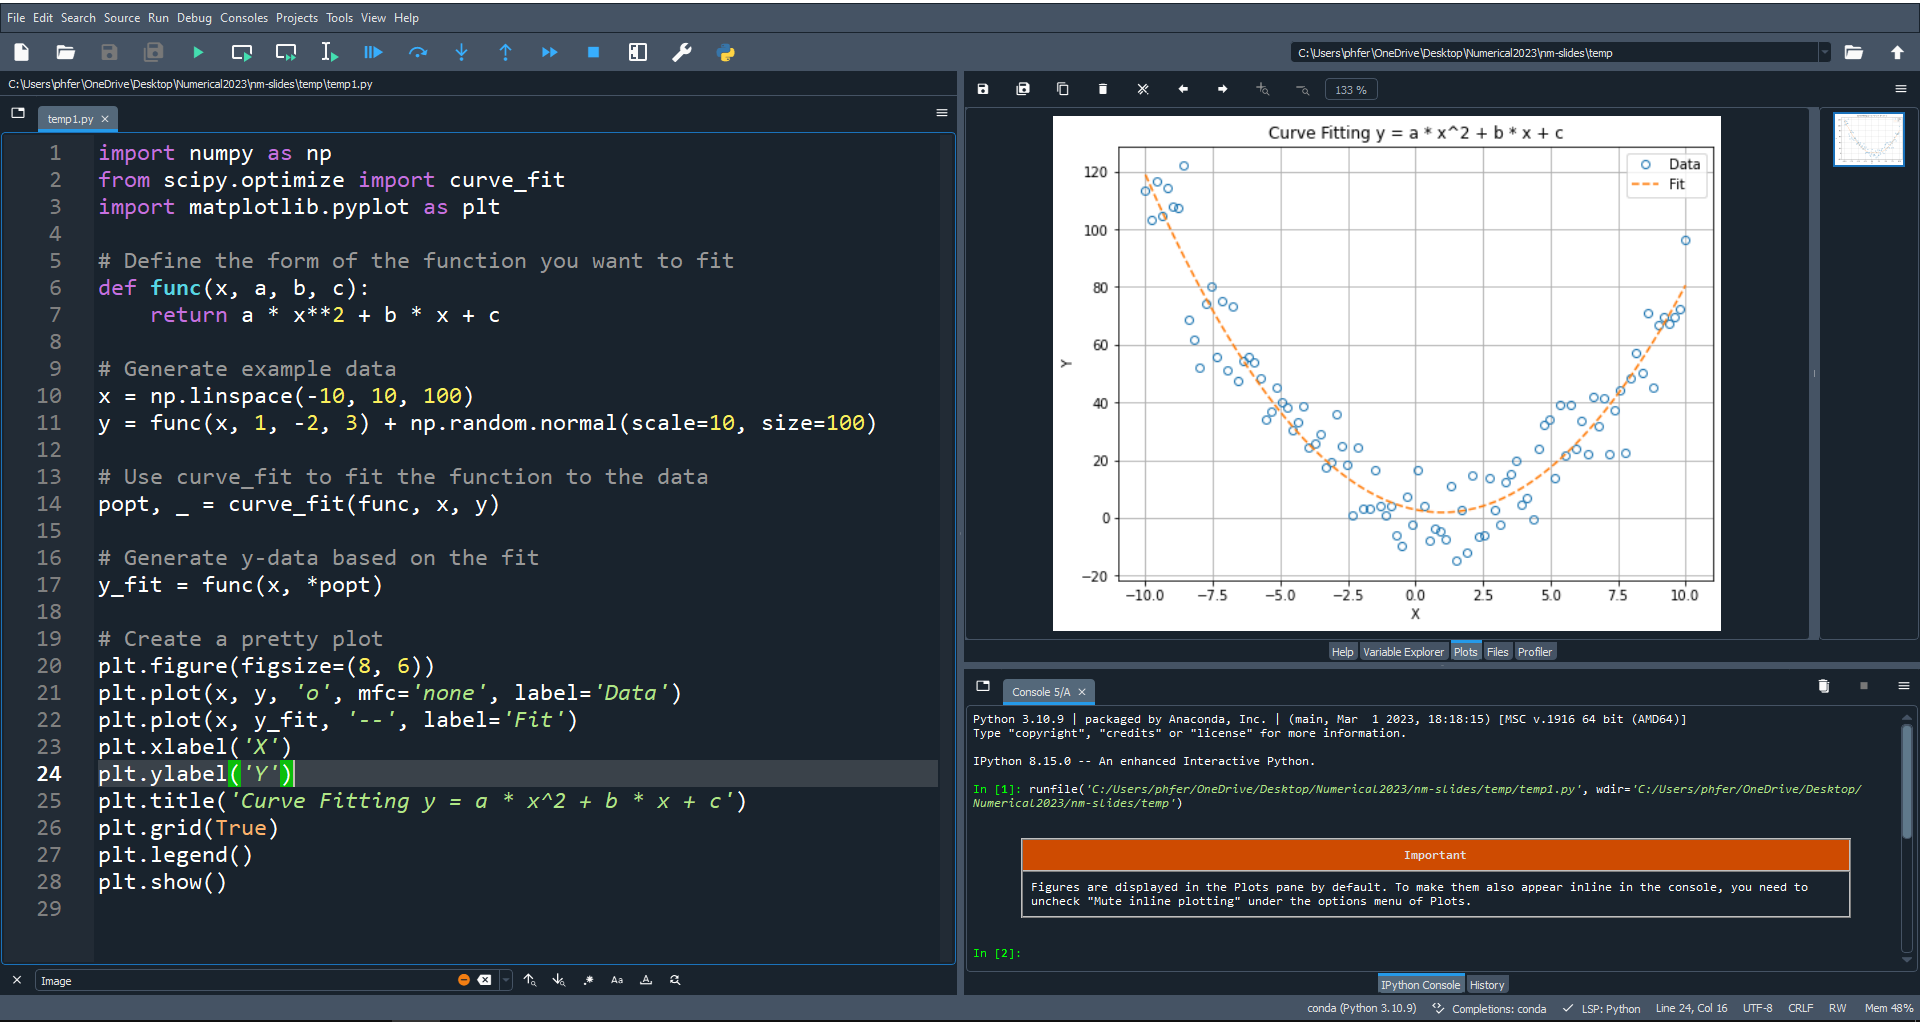 File Edit Search Source Run Debug Consoles Projects Tools View Help
C:\Users\phfer\OneDrive\Desktop\Numerical2023\nm-slides\temp
C:\Users\phfer\OneDrive\Desktop\Numerical2023\nm-slides\temp\temp1.py
temp1.py
1 import numpy as np
2 from scipy.optimize import curve_fit
3 import matplotlib.pyplot as plt
4
5 # Define the form of the function you want to fit
6 def func(x, a, b, c):
7     return a * x**2 + b * x + c
8
9 # Generate example data
10 x = np.linspace(-10, 10, 100)
11 y = func(x, 1, -2, 3) + np.random.normal(scale=10, size=100)
12
13 # Use curve_fit to fit the function to the data
14 popt, _ = curve_fit(func, x, y)
15
16 # Generate y-data based on the fit
17 y_fit = func(x, *popt)
18
19 # Create a pretty plot
20 plt.figure(figsize=(8, 6))
21 plt.plot(x, y, 'o', mfc='none', label='Data')
22 plt.plot(x, y_fit, '--', label='Fit')
23 plt.xlabel('X')
24 plt.ylabel('Y')
25 plt.title('Curve Fitting y = a * x^2 + b * x + c')
26 plt.grid(True)
27 plt.legend()
28 plt.show()
29
Image
Aa
133 %
Curve Fitting y = a * x^2 + b * x + c
Data
Fit
120
100
80
60
40
20
0
−20
Y
−10.0 −7.5 −5.0 −2.5 0.0 2.5 5.0 7.5 10.0
X
Help Variable Explorer Plots Files Profiler
Console 5/A
Python 3.10.9 | packaged by Anaconda, Inc. | (main, Mar  1 2023, 18:18:15) [MSC v.1916 64 bit (AMD64)]
Type "copyright", "credits" or "license" for more information.
IPython 8.15.0 -- An enhanced Interactive Python.
In [1]: runfile('C:/Users/phfer/OneDrive/Desktop/Numerical2023/nm-slides/temp/temp1.py', wdir='C:/Users/phfer/OneDrive/Desktop/
Numerical2023/nm-slides/temp')
Important
Figures are displayed in the Plots pane by default. To make them also appear inline in the console, you need to
uncheck "Mute inline plotting" under the options menu of Plots.
In [2]:
IPython Console History
conda (Python 3.10.9) Completions: conda LSP: Python Line 24, Col 16 UTF-8 CRLF RW Mem 48%